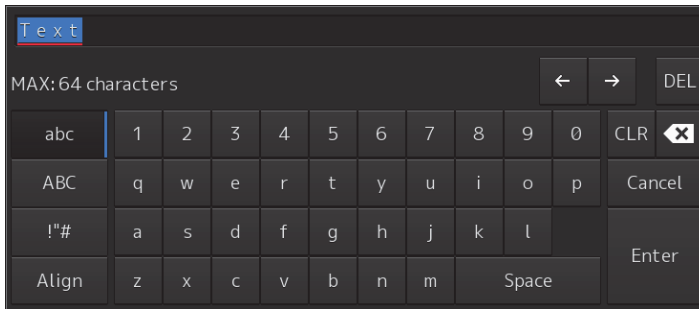 Text
MAX: 64 characters
← → DEL
abc 1 2 3 4 5 6 7 8 9 0 CLR
ABC q w e r t y u i o p Cancel
!"# a s d f g h j k l
Enter
Align z x c v b n m Space